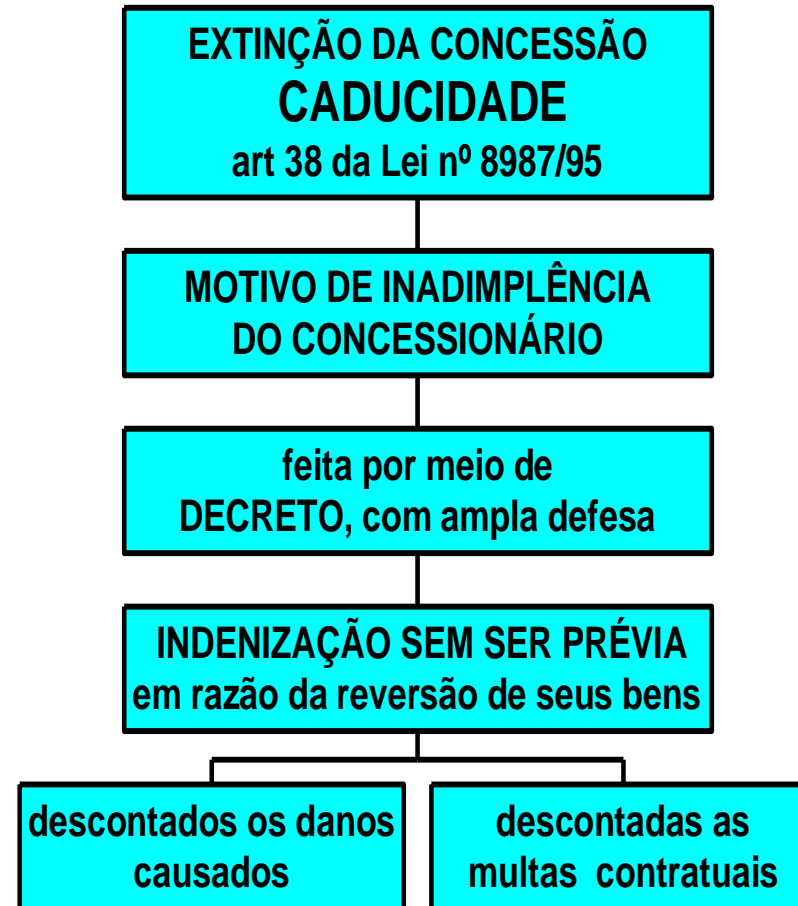 EXTINÇÃO DA CONCESSÃO
CADUCIDADE
art 38 da Lei nº 8987/95
MOTIVO DE INADIMPLÊNCIA
DO CONCESSIONÁRIO
feita por meio de
DECRETO, com ampla defesa
INDENIZAÇÃO SEM SER PRÉVIA
em razão da reversão de seus bens
descontados os danos
causados
descontadas as
multas contratuais